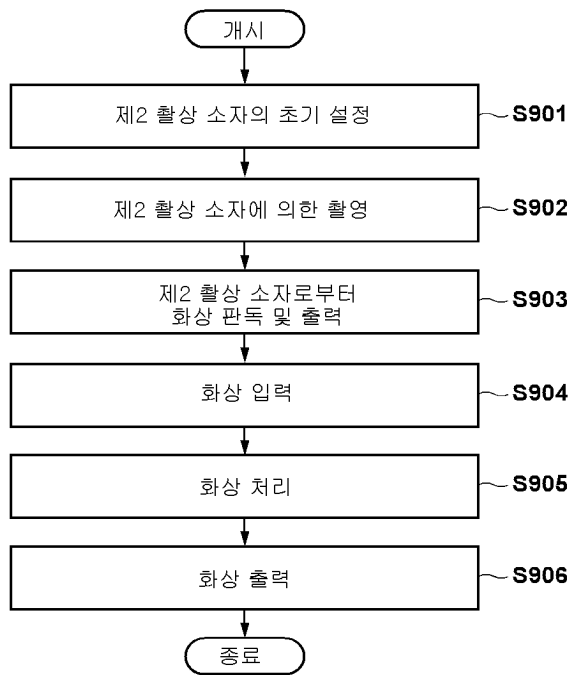 개시
제2 촬상 소자의 초기 설정
S901
제2 촬상 소자에 의한 촬영
S902
제2 촬상 소자로부터
화상 판독 및 출력
S903
화상 입력
S904
화상 처리
S905
화상 출력
S906
종료